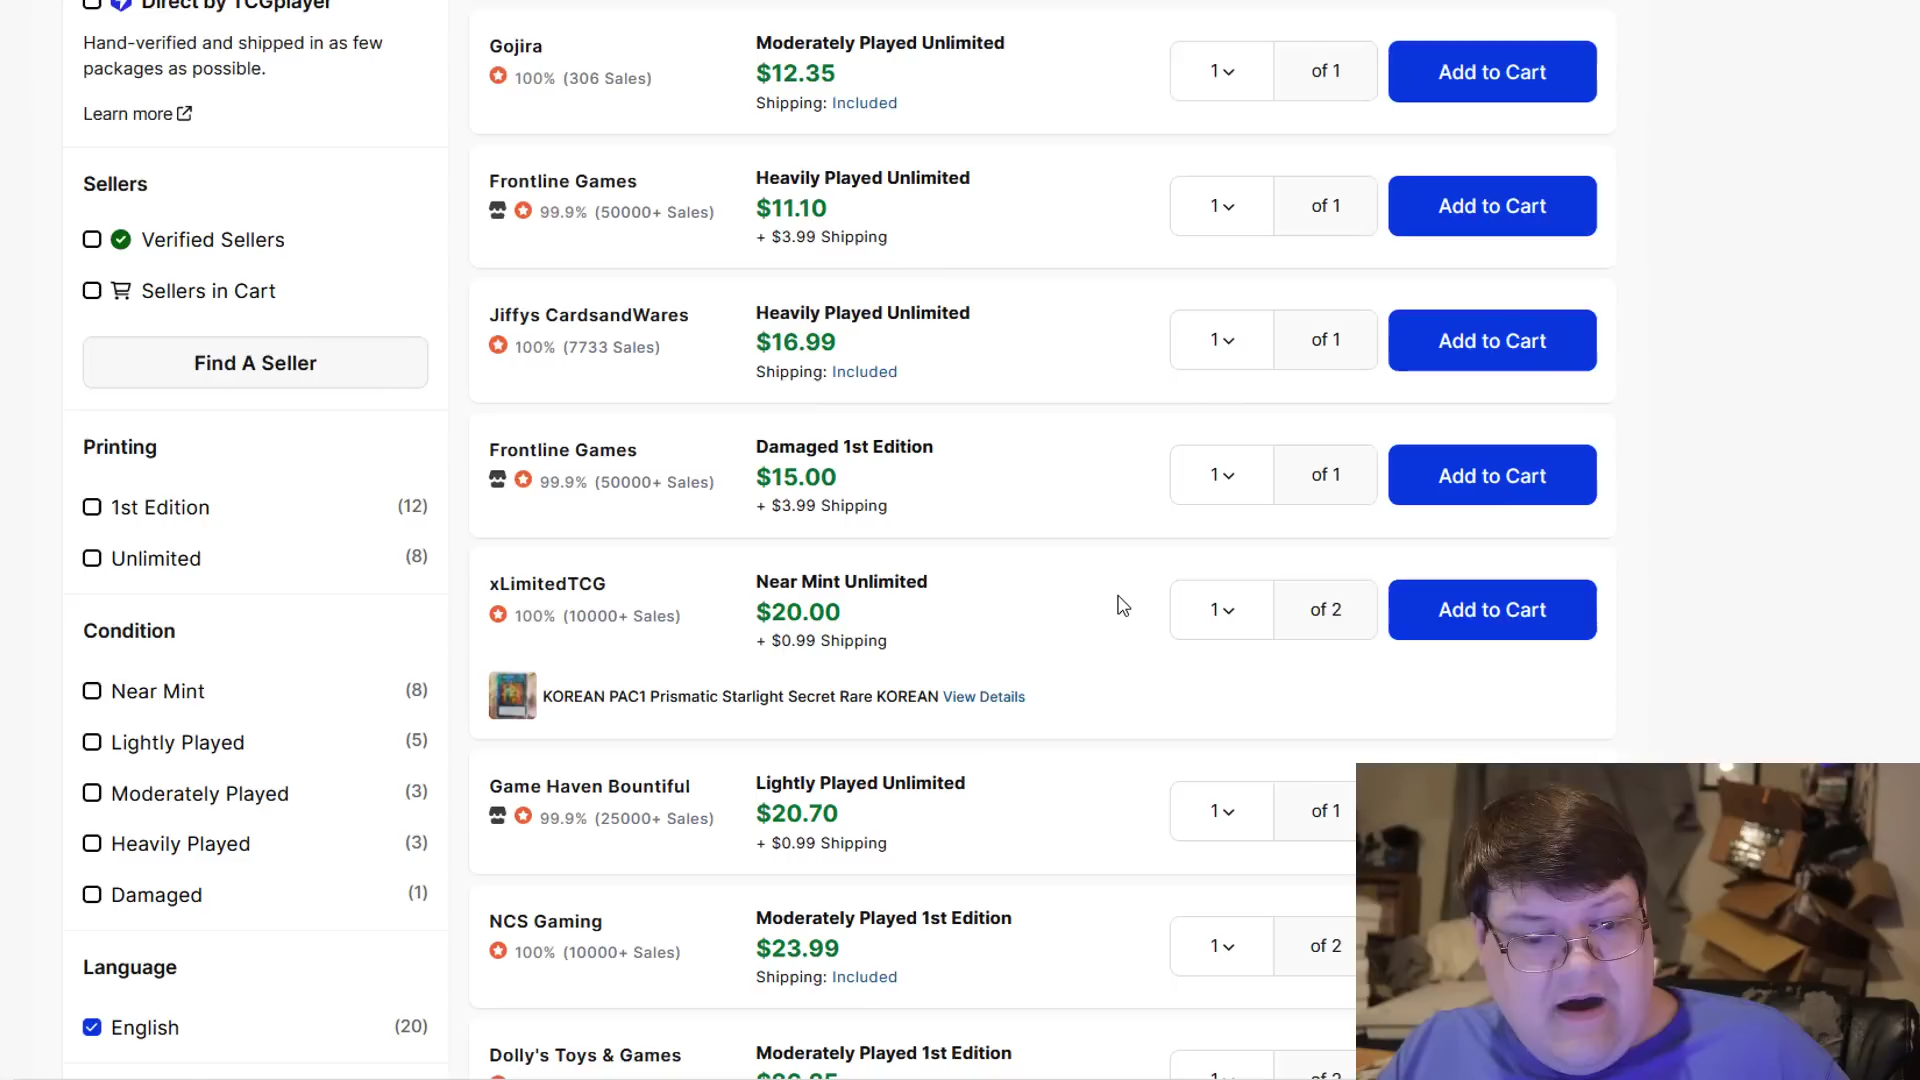 Direct by TCGplayer
Hand-verified and shipped in as few
packages as possible.
Learn more
Sellers
Verified Sellers
Sellers in Cart
Find A Seller
Printing
1st Edition (12)
Unlimited (8)
Condition
Near Mint (8)
Lightly Played (5)
Moderately Played (3)
Heavily Played (3)
Damaged (1)
Language
English (20)
Gojira
100% (306 Sales)
Moderately Played Unlimited
$12.35
Shipping: Included
1 of 1
Add to Cart
Frontline Games
99.9% (50000+ Sales)
Heavily Played Unlimited
$11.10
+ $3.99 Shipping
1 of 1
Add to Cart
Jiffys CardsandWares
100% (7733 Sales)
Heavily Played Unlimited
$16.99
Shipping: Included
1 of 1
Add to Cart
Frontline Games
99.9% (50000+ Sales)
Damaged 1st Edition
$15.00
+ $3.99 Shipping
1 of 1
Add to Cart
xLimitedTCG
100% (10000+ Sales)
Near Mint Unlimited
$20.00
+ $0.99 Shipping
1 of 2
Add to Cart
KOREAN PAC1 Prismatic Starlight Secret Rare KOREAN View Details
Game Haven Bountiful
99.9% (25000+ Sales)
Lightly Played Unlimited
$20.70
+ $0.99 Shipping
1 of 1
NCS Gaming
100% (10000+ Sales)
Moderately Played 1st Edition
$23.99
Shipping: Included
1 of 2
Dolly's Toys & Games
Moderately Played 1st Edition